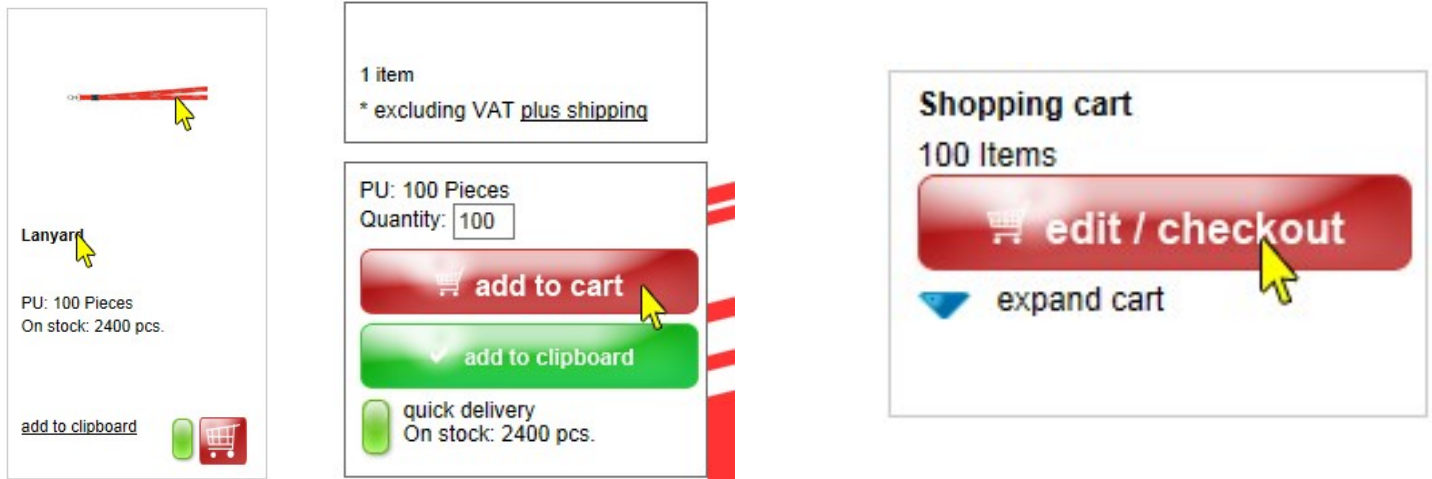 Lanyard
PU: 100 Pieces
On stock: 2400 pcs.
add to clipboard
1 item
* excluding VAT plus shipping
PU: 100 Pieces
Quantity: 100
add to cart
add to clipboard
quick delivery
On stock: 2400 pcs.
Shopping cart
100 Items
edit / checkout
expand cart